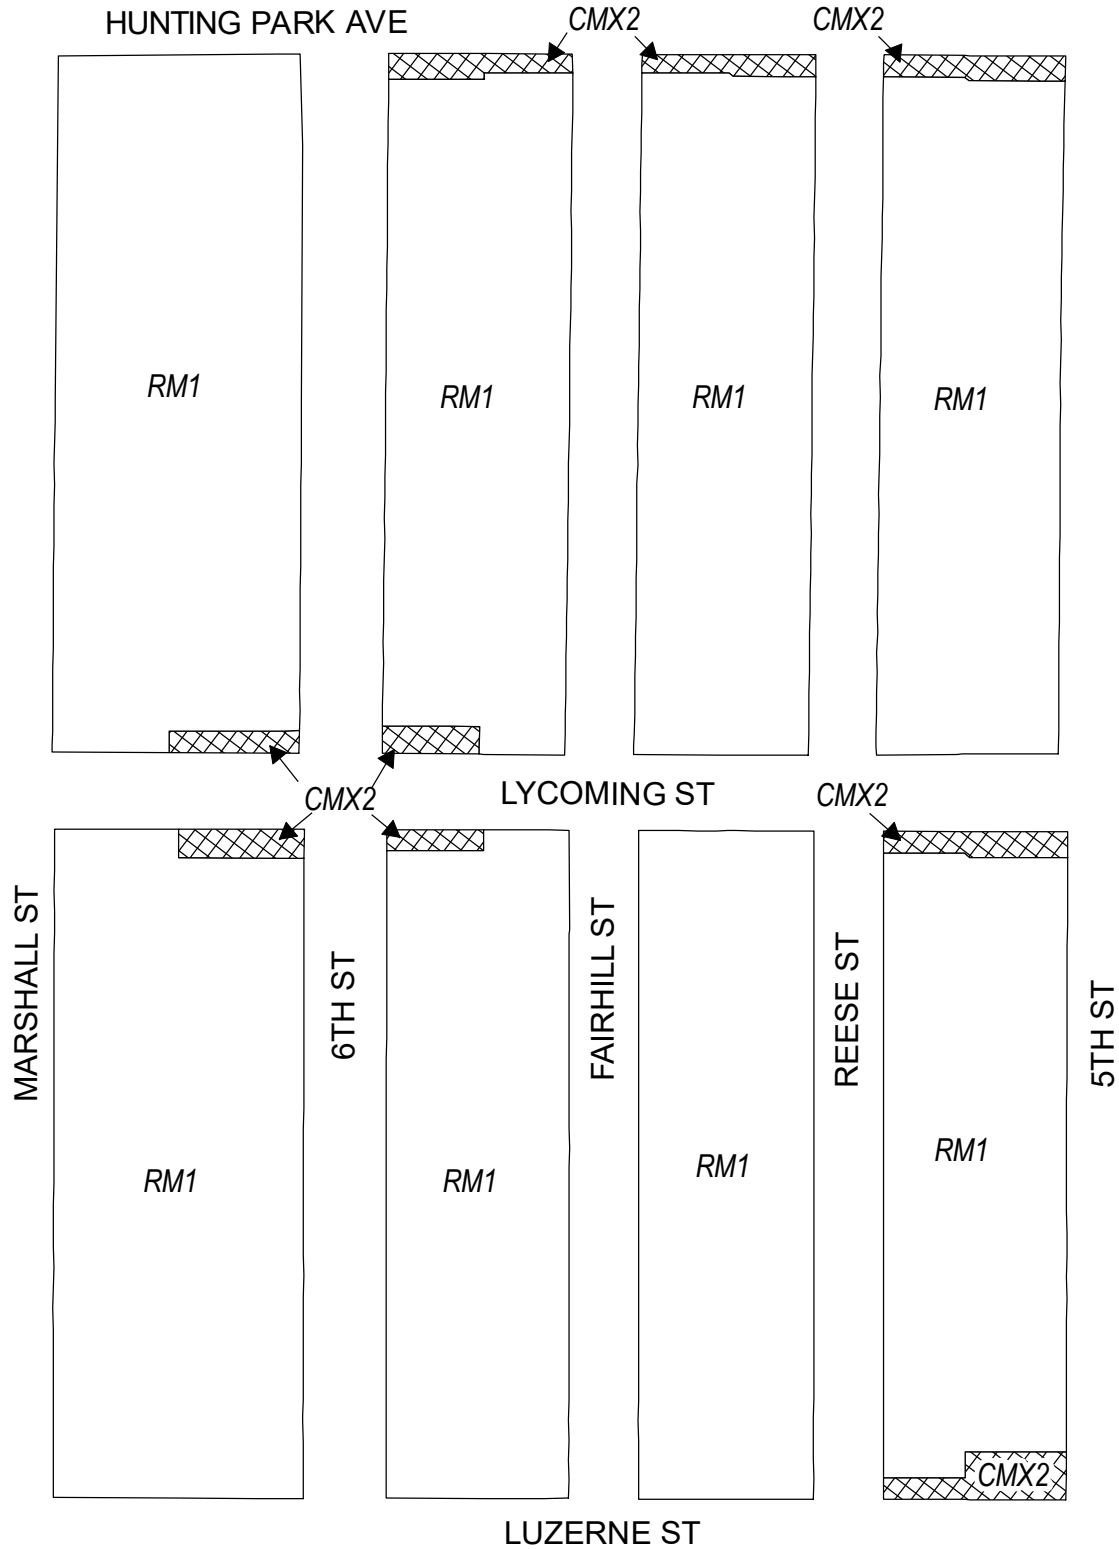 HUNTING PARK AVE
CMX2
CMX2
RM1
RM1
RM1
RM1
CMX2
LYCOMING ST
CMX2
MARSHALL ST
6TH ST
FAIRHILL ST
REESE ST
5TH ST
RM1
RM1
RM1
RM1
CMX2
LUZERNE ST